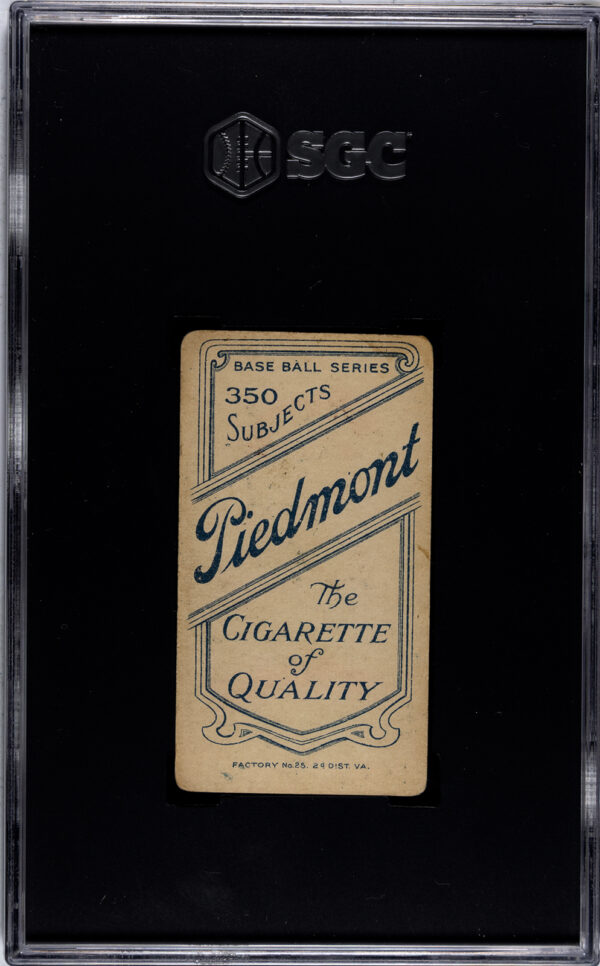 SGC
BASE BALL SERIES
350
SUBJECTS
Piedmont
The
CIGARETTE
of
QUALITY
FACTORY No. 25. 2D DIST. VA.